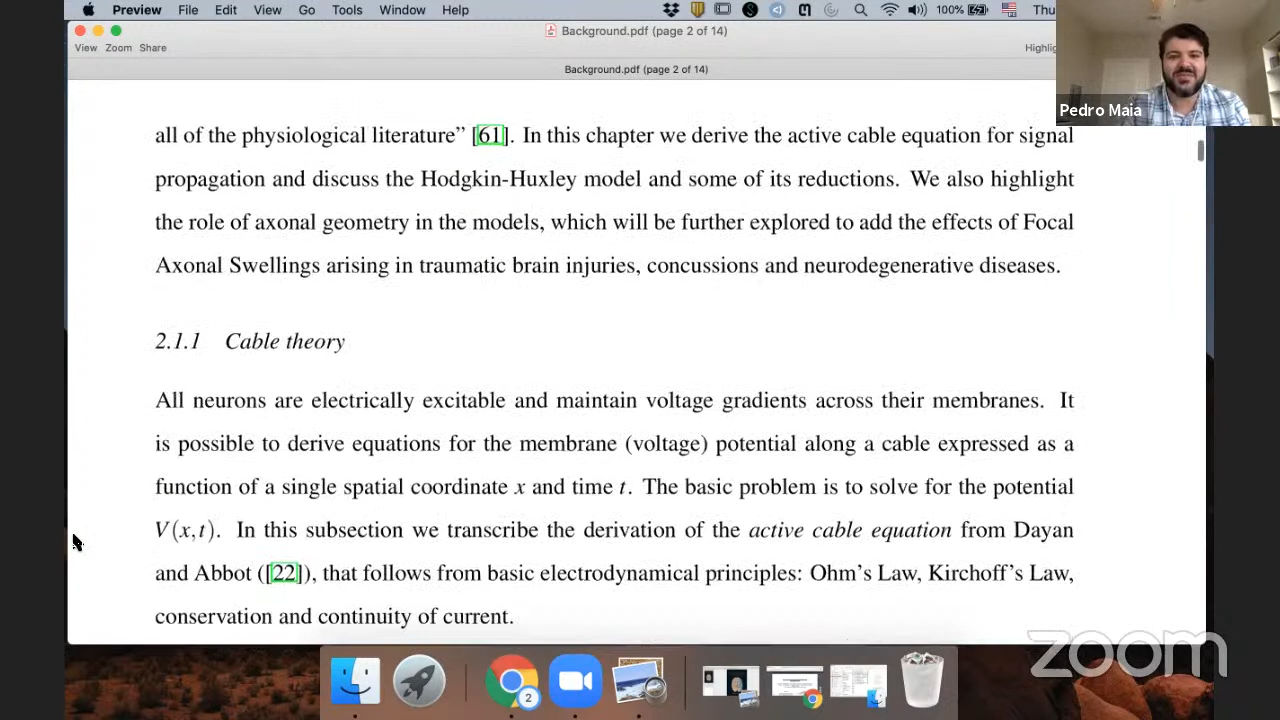 Preview File Edit View Go Tools Window Help 100% Thu
Background.pdf (page 2 of 14)
View Zoom Share
Highlig
Background.pdf (page 2 of 14)
Pedro Maia
all of the physiological literature” [61]. In this chapter we derive the active cable equation for signal
propagation and discuss the Hodgkin-Huxley model and some of its reductions. We also highlight
the role of axonal geometry in the models, which will be further explored to add the effects of Focal
Axonal Swellings arising in traumatic brain injuries, concussions and neurodegenerative diseases.
2.1.1 Cable theory
All neurons are electrically excitable and maintain voltage gradients across their membranes. It
is possible to derive equations for the membrane (voltage) potential along a cable expressed as a
function of a single spatial coordinate x and time t. The basic problem is to solve for the potential
V(x,t). In this subsection we transcribe the derivation of the active cable equation from Dayan
and Abbot ([22]), that follows from basic electrodynamical principles: Ohm’s Law, Kirchoff’s Law,
conservation and continuity of current.
2
zoom